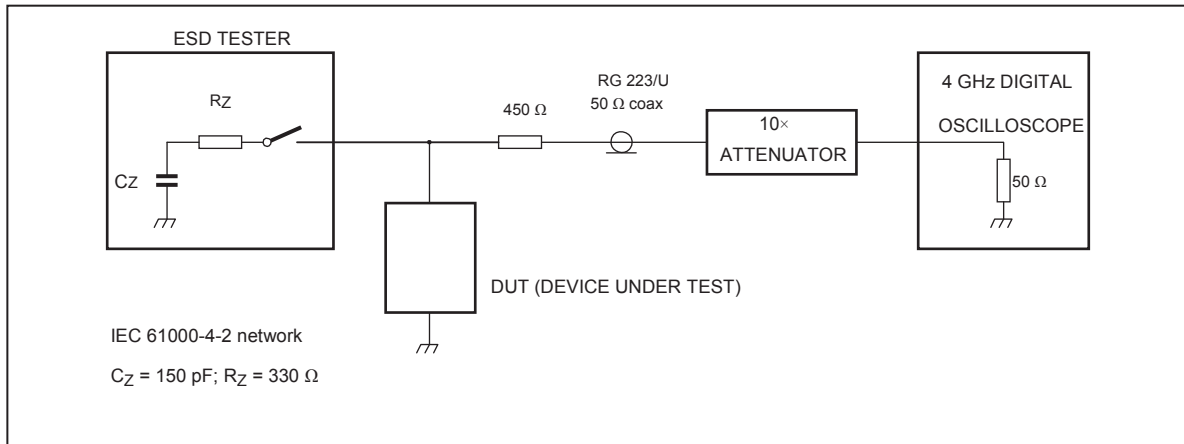 ESD TESTER
RZ
CZ
450 Ω
RG 223/U
50 Ω coax
10×
ATTENUATOR
4 GHz DIGITAL
OSCILLOSCOPE
50 Ω
DUT (DEVICE UNDER TEST)
IEC 61000-4-2 network
CZ = 150 pF; RZ = 330 Ω